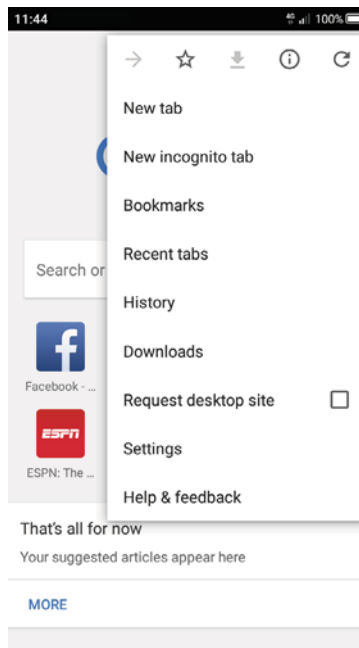 11:44
4G 100%
New tab
New incognito tab
Bookmarks
Search or
Recent tabs
History
Downloads
Facebook - ...
Request desktop site
ESPN
Settings
ESPN: The ...
Help & feedback
That's all for now
Your suggested articles appear here
MORE